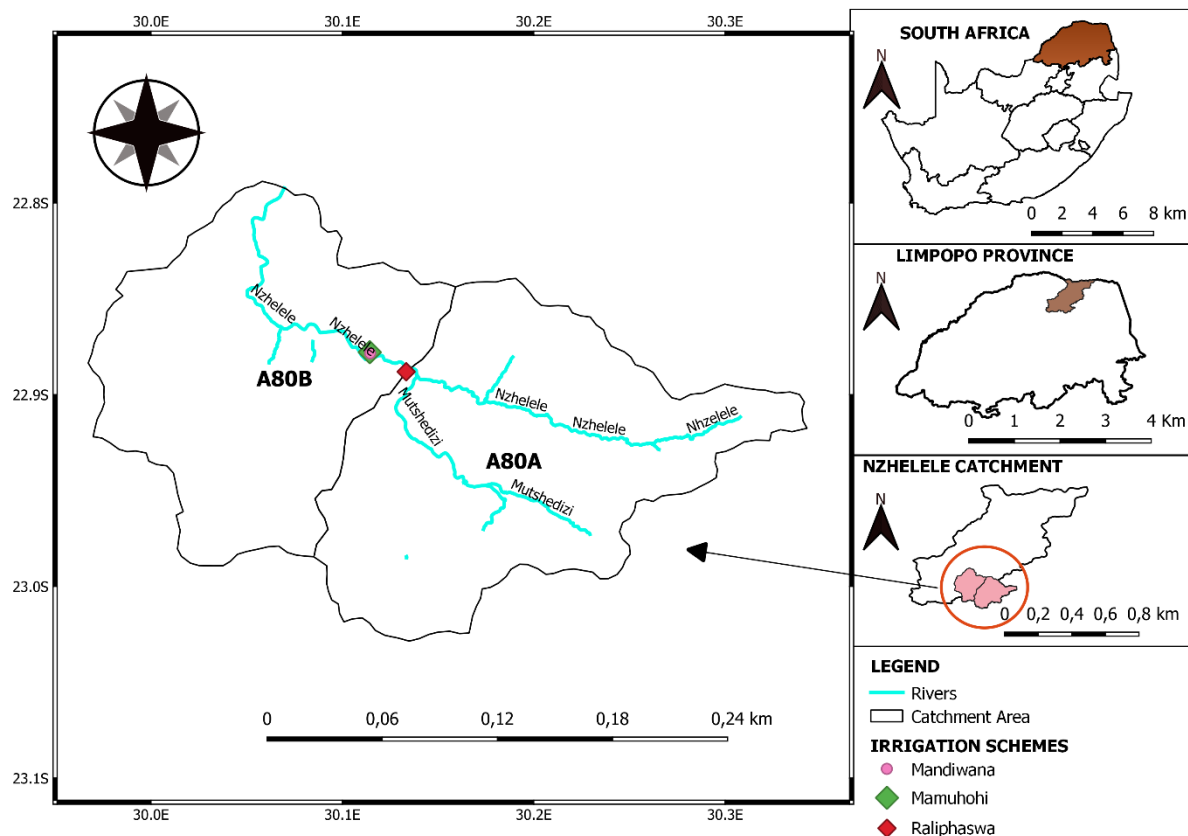 30.0E 30.1E 30.2E 30.3E
22.8S
22.9S
23.0S
23.1S
Nzhelele
Nzhelele
A80B
Mutshedizi
Nzhelele
Nzhelele
Nhzelele
A80A
Mutshedizi
0 0,06 0,12 0,18 0,24 km
30.0E 30.1E 30.2E 30.3E
SOUTH AFRICA
N
0 2 4 6 8 km
LIMPOPO PROVINCE
N
0 1 2 3 4 Km
NZHELELE CATCHMENT
N
0 0,2 0,4 0,6 0,8 km
LEGEND
Rivers
Catchment Area
IRRIGATION SCHEMES
Mandiwana
Mamuhohi
Raliphaswa